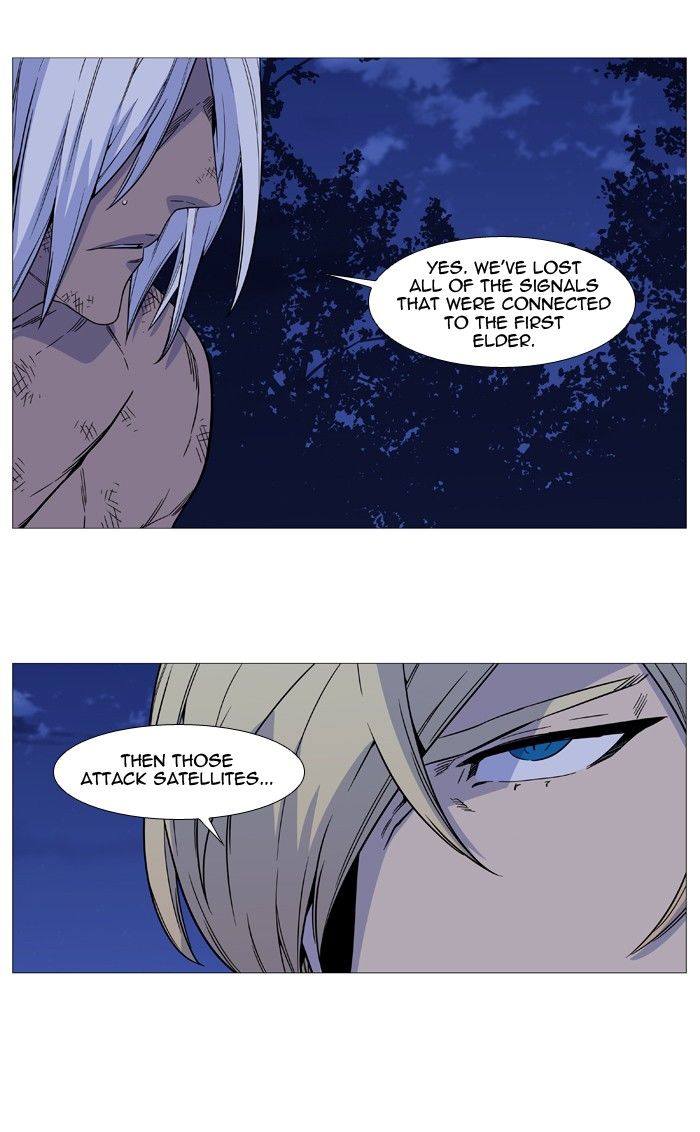 YES. WE'VE LOST
ALL OF THE SIGNALS
THAT WERE CONNECTED
TO THE FIRST
ELDER.
THEN THOSE
ATTACK SATELLITES...